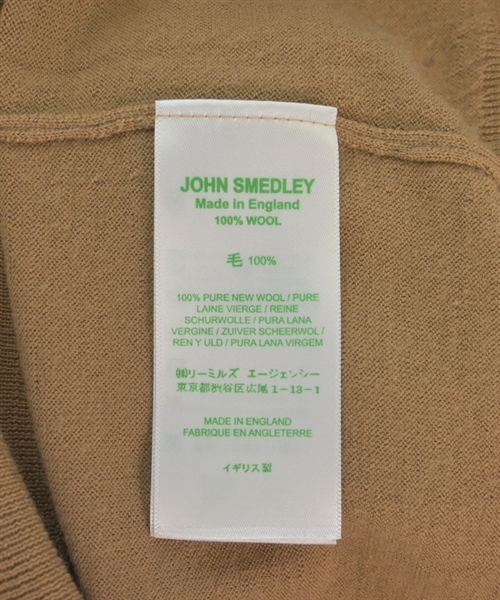 JOHN SMEDLEY
Made in England
100% WOOL
毛 100%
100% PURE NEW WOOL / PURE
LAINE VIERGE / REINE
SCHURWOLLE / PURA LANA
VERGINE / ZUIVER SCHEERWOL /
REN Y ULD / PURA LANA VIRGEM
㈱リーミルズ エージェンシー
東京都渋谷区広尾 1-13-1
MADE IN ENGLAND
FABRIQUE EN ANGLETERRE
イギリス製